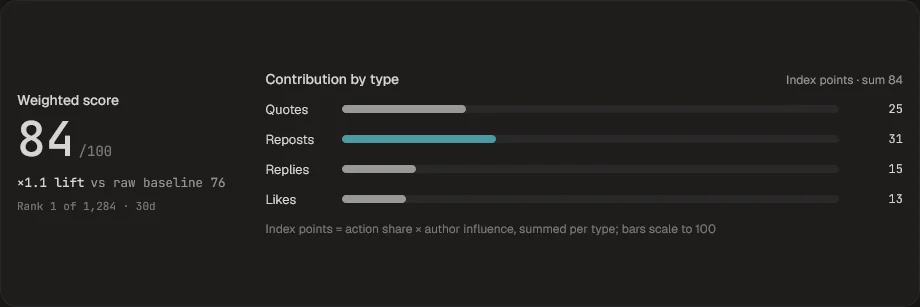 Weighted score
84 /100
×1.1 lift vs raw baseline 76
Rank 1 of 1,284 · 30d
Contribution by type
Index points · sum 84
Quotes 25
Reposts 31
Replies 15
Likes 13
Index points = action share × author influence, summed per type; bars scale to 100